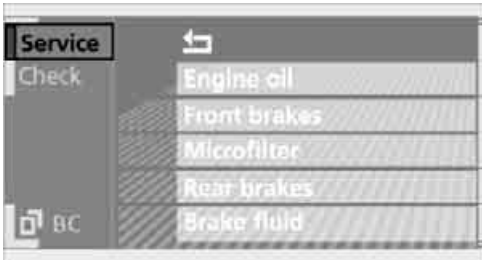 Service
Check
BC
Engine oil
Front brakes
Microfilter
Rear brakes
Brake fluid